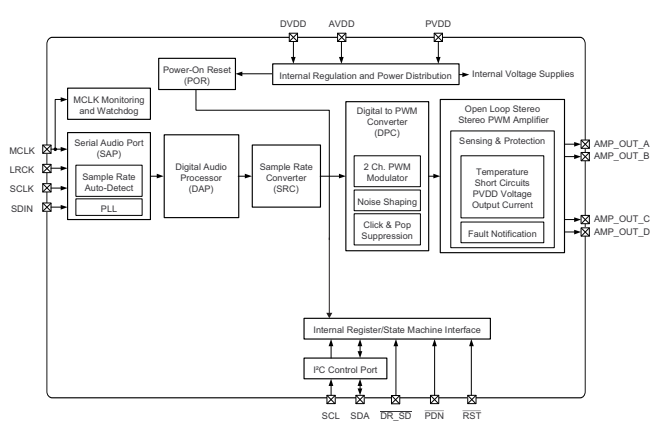 DVDD AVDD PVDD
Power-On Reset
(POR)
Internal Regulation and Power Distribution
Internal Voltage Supplies
MCLK Monitoring
and Watchdog
MCLK
LRCK
SCLK
SDIN
Serial Audio Port
(SAP)
Sample Rate
Auto-Detect
PLL
Digital Audio
Processor
(DAP)
Sample Rate
Converter
(SRC)
Digital to PWM
Converter
(DPC)
2 Ch. PWM
Modulator
Noise Shaping
Click & Pop
Suppression
Open Loop Stereo
Stereo PWM Amplifier
Sensing & Protection
Temperature
Short Circuits
PVDD Voltage
Output Current
Fault Notification
AMP_OUT_A
AMP_OUT_B
AMP_OUT_C
AMP_OUT_D
Internal Register/State Machine Interface
I²C Control Port
SCL SDA DR_SD PDN RST